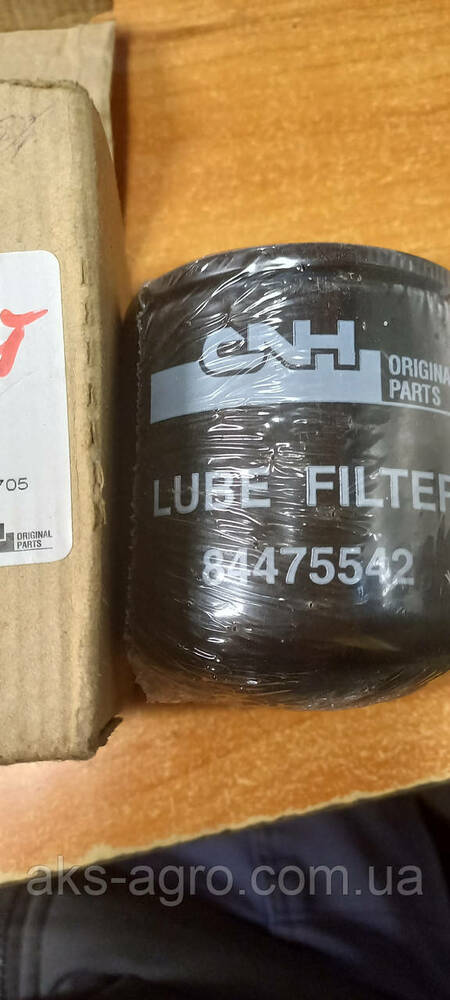 CNH
ORIGINAL
PARTS
LUBE FILTER
84475542
705
ORIGINAL
PARTS
aks-agro.com.ua